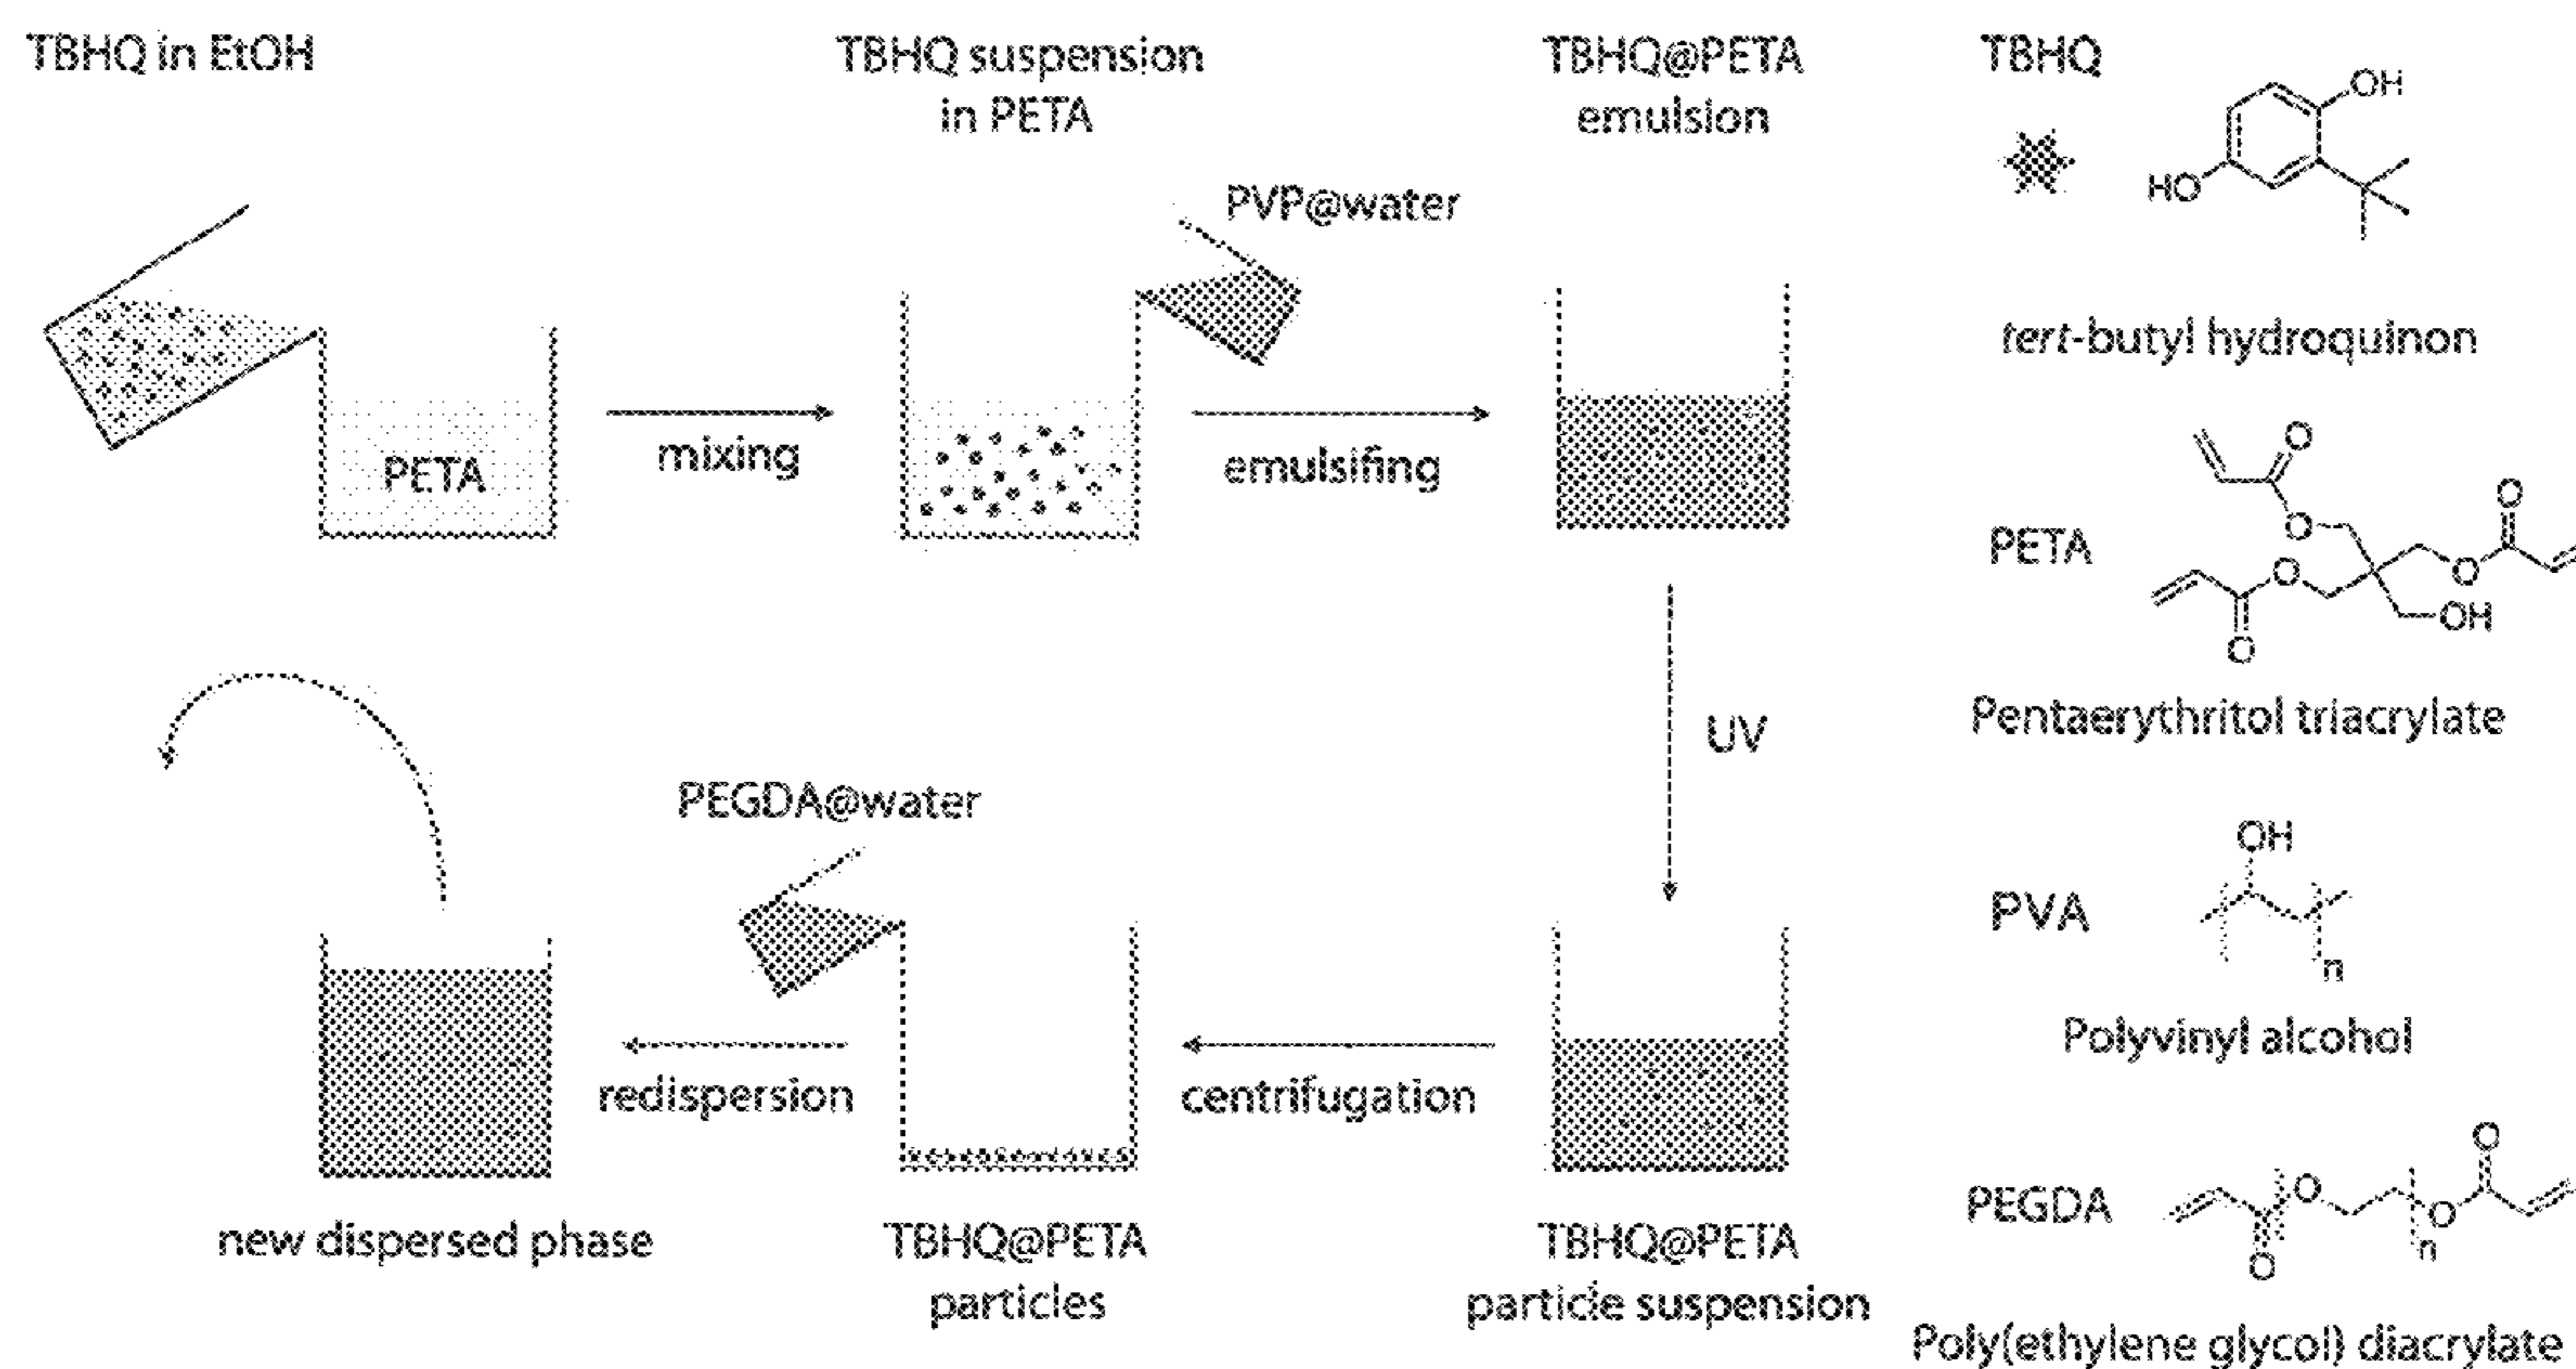 TBHQ in EtOH
TBHQ suspension
in PETA
TBHQ@PETA
emulsion
PVP@water
PETA
mixing
emulsifing
UV
PEGDA@water
redispersion
centrifugation
new dispersed phase
TBHQ@PETA
particles
TBHQ@PETA
particle suspension
TBHQ
OH
HO
tert-butyl hydroquinon
PETA
O
O
O
O
O
O
OH
Pentaerythritol triacrylate
PVA
OH
n
Polyvinyl alcohol
PEGDA
O
O
O
O
n
Poly(ethylene glycol) diacrylate